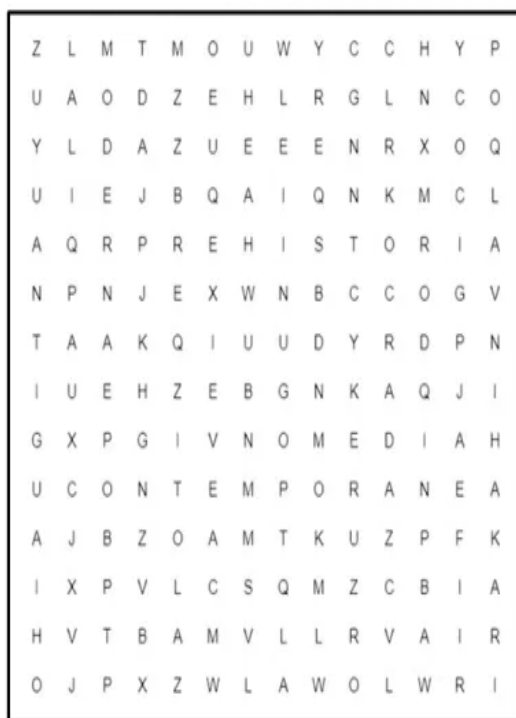 Z L M T M O U W Y C C H Y P
U A O D Z E H L R G L N C O
Y L D A Z U E E E N R X O Q
U I E J B Q A I Q N K M C L
A Q R P R E H I S T O R I A
N P N J E X W N B C C O G V
T A A K Q I U U D Y R D P N
I U E H Z E B G N K A Q J I
G X P G I V N O M E D I A H
U C O N T E M P O R A N E A
A J B Z O A M T K U Z P F K
I X P V L C S Q M Z C B I A
H V T B A M V L L R V A I R
O J P X Z W L A W O L W R I